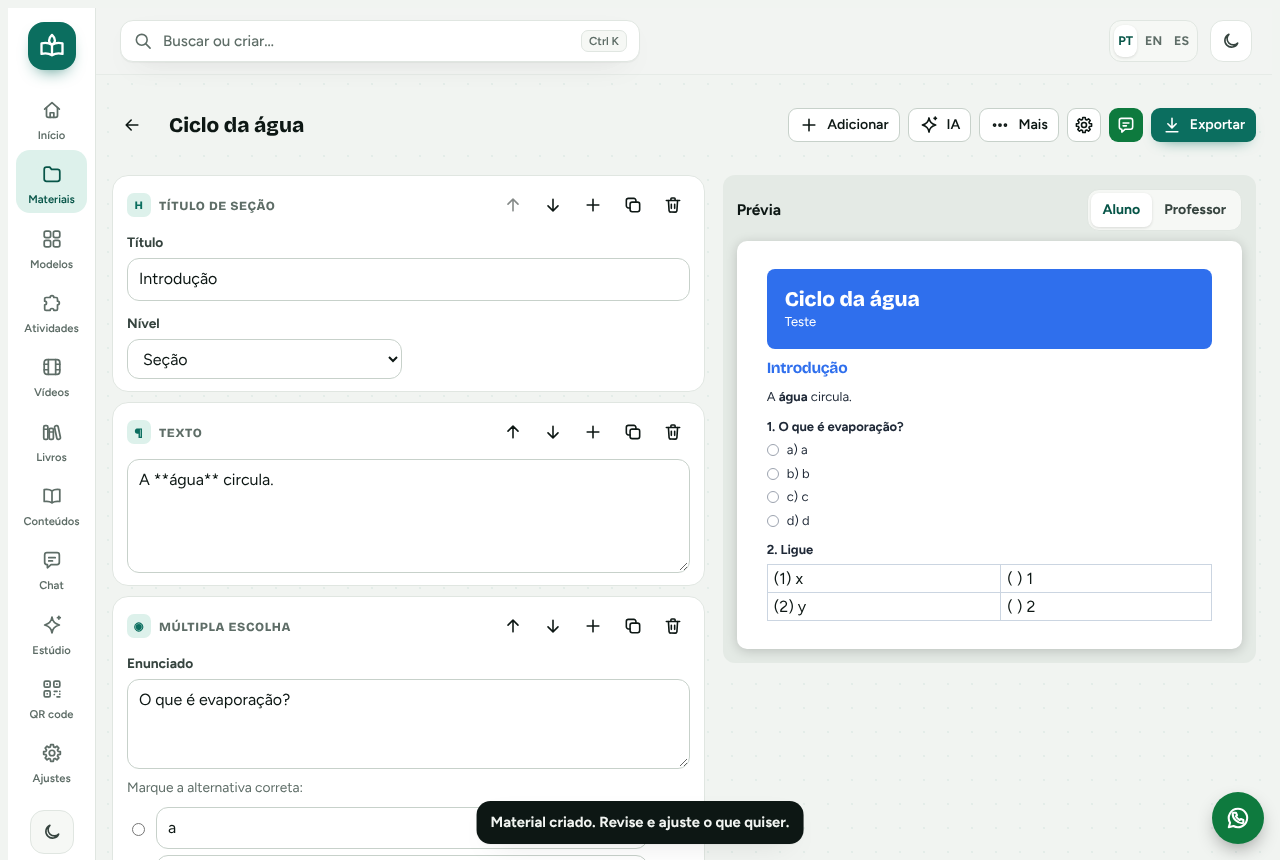 Buscar ou criar...
Ctrl K
PT EN ES
Início
Materiais
Modelos
Atividades
Vídeos
Livros
Conteúdos
Chat
Estúdio
QR code
Ajustes
Ciclo da água
Adicionar
IA
Mais
Exportar
H TÍTULO DE SEÇÃO
Título
Introdução
Nível
Seção
¶ TEXTO
A **água** circula.
MÚLTIPLA ESCOLHA
Enunciado
O que é evaporação?
Marque a alternativa correta:
a
Prévia
Aluno Professor
Ciclo da água
Teste
Introdução
A água circula.
1. O que é evaporação?
a) a
b) b
c) c
d) d
2. Ligue
(1) x ( ) 1
(2) y ( ) 2
Material criado. Revise e ajuste o que quiser.